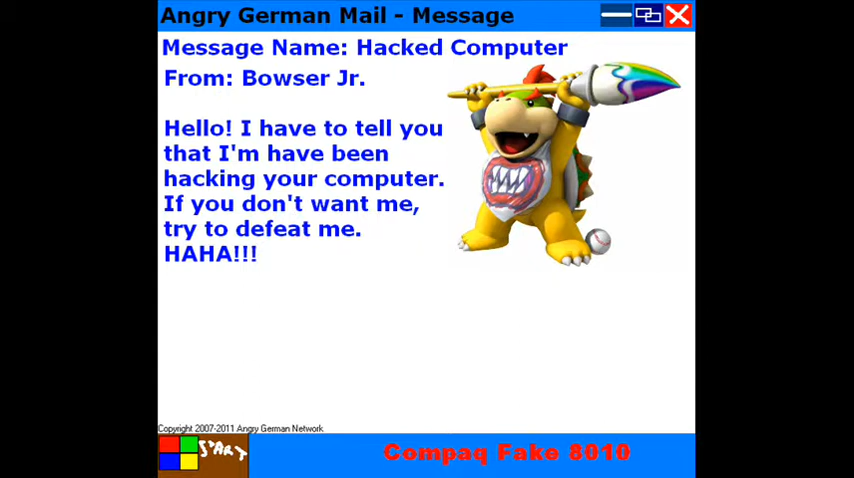 Angry German Mail - Message
Message Name: Hacked Computer
From: Bowser Jr.
Hello! I have to tell you
that I'm have been
hacking your computer.
If you don't want me,
try to defeat me.
HAHA!!!
Copyright 2007-2011 Angry German Network
START
Compaq Fake 8010